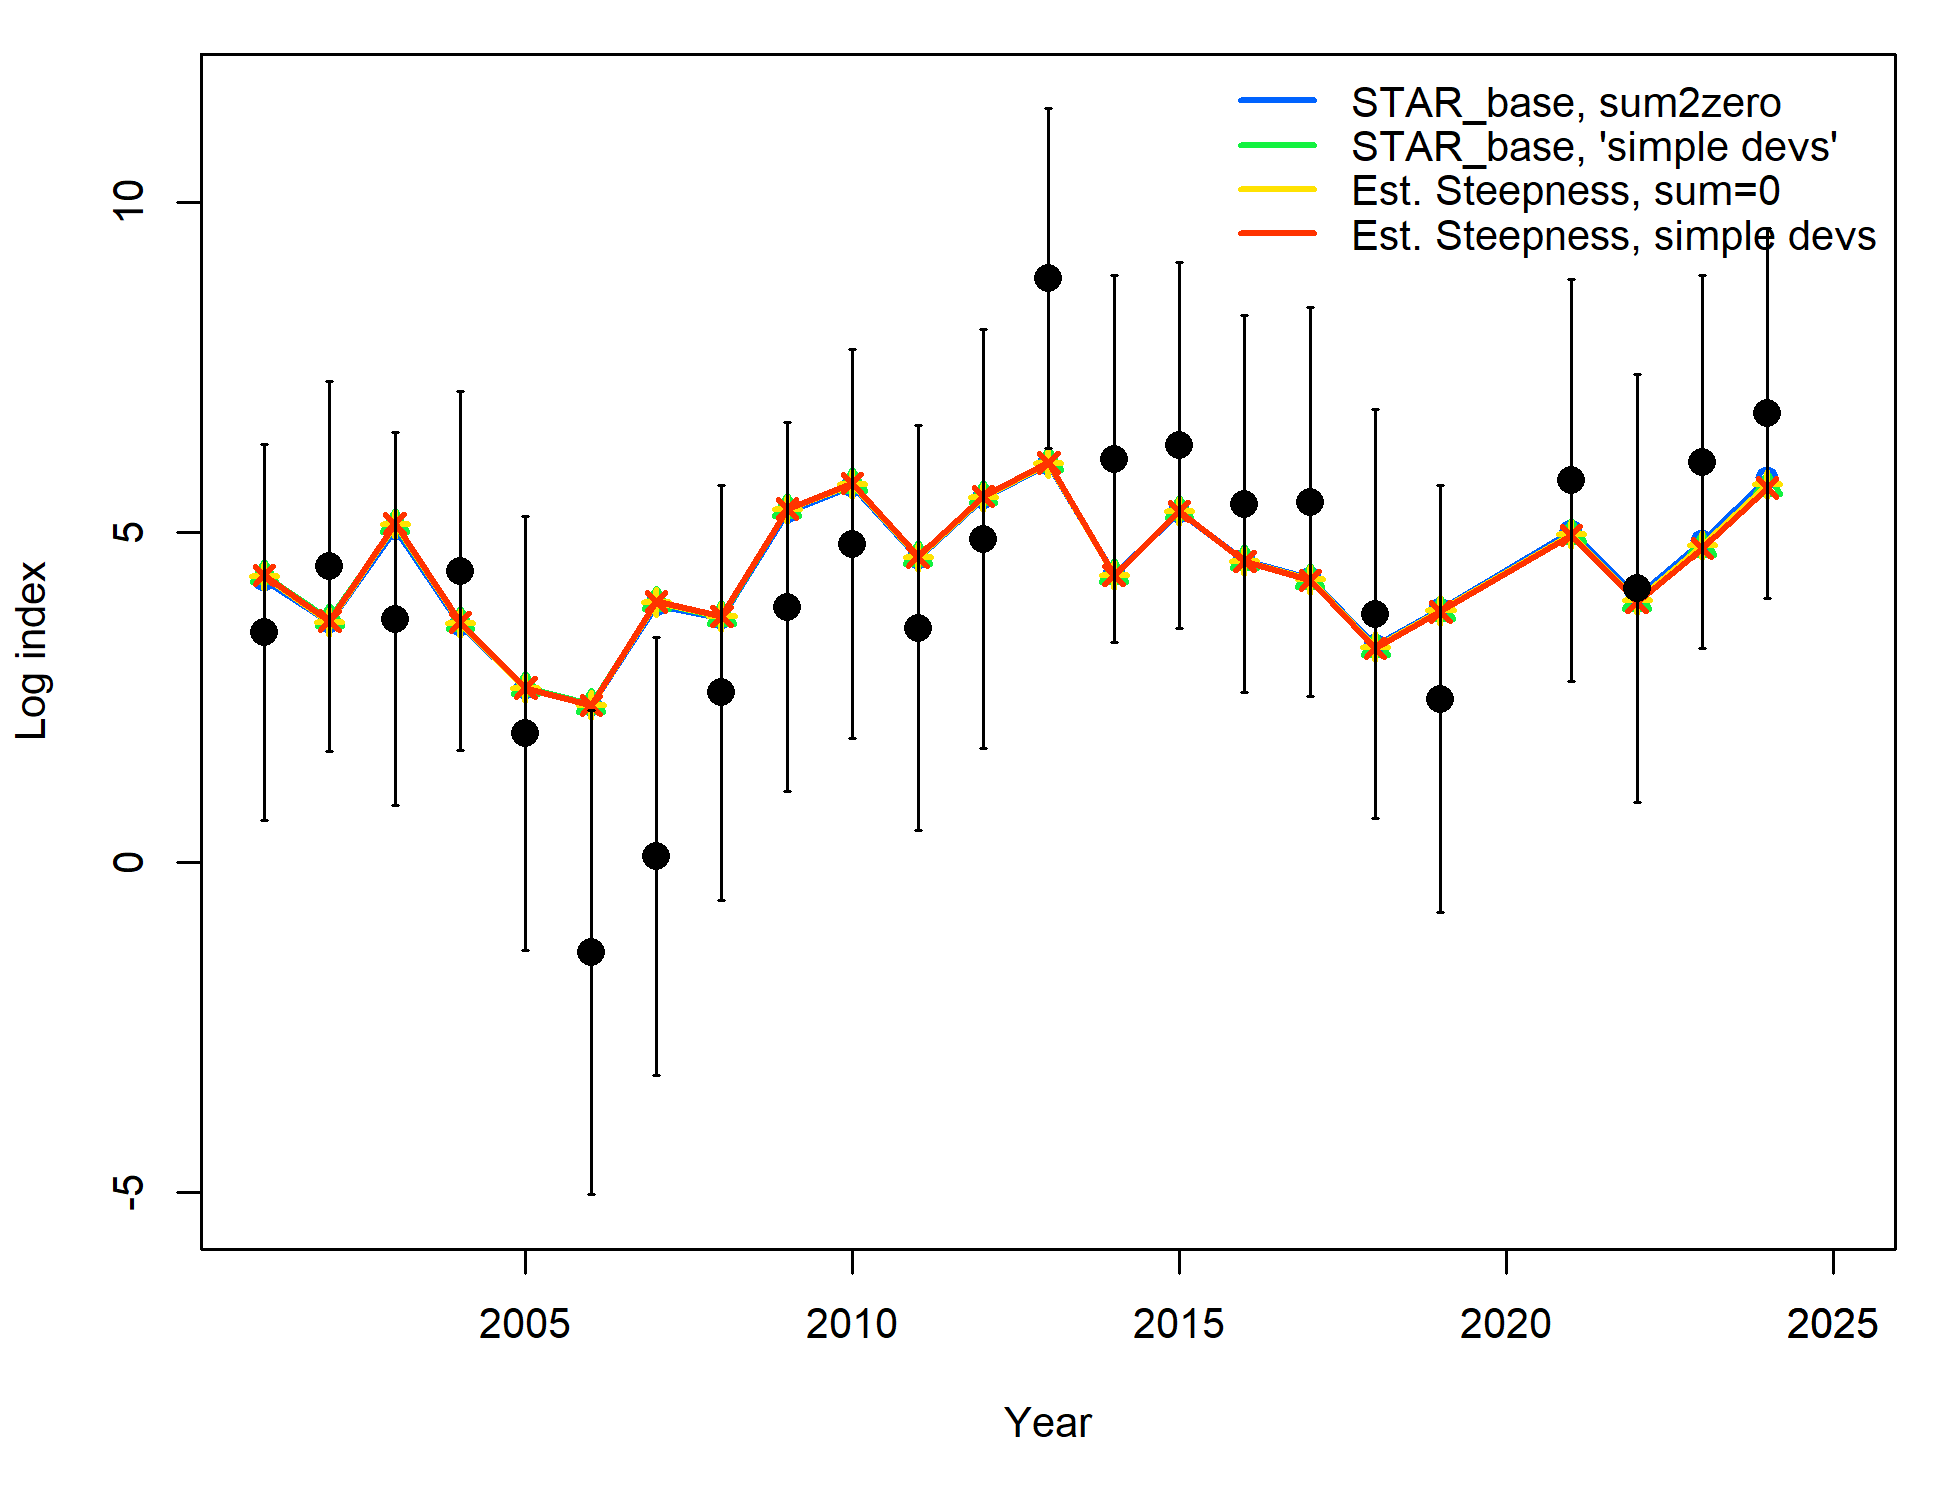 STAR_base, sum2zero
STAR_base, 'simple devs'
Est. Steepness, sum=0
Est. Steepness, simple devs
10
5
0
-5
Log index
2005 2010 2015 2020 2025
Year